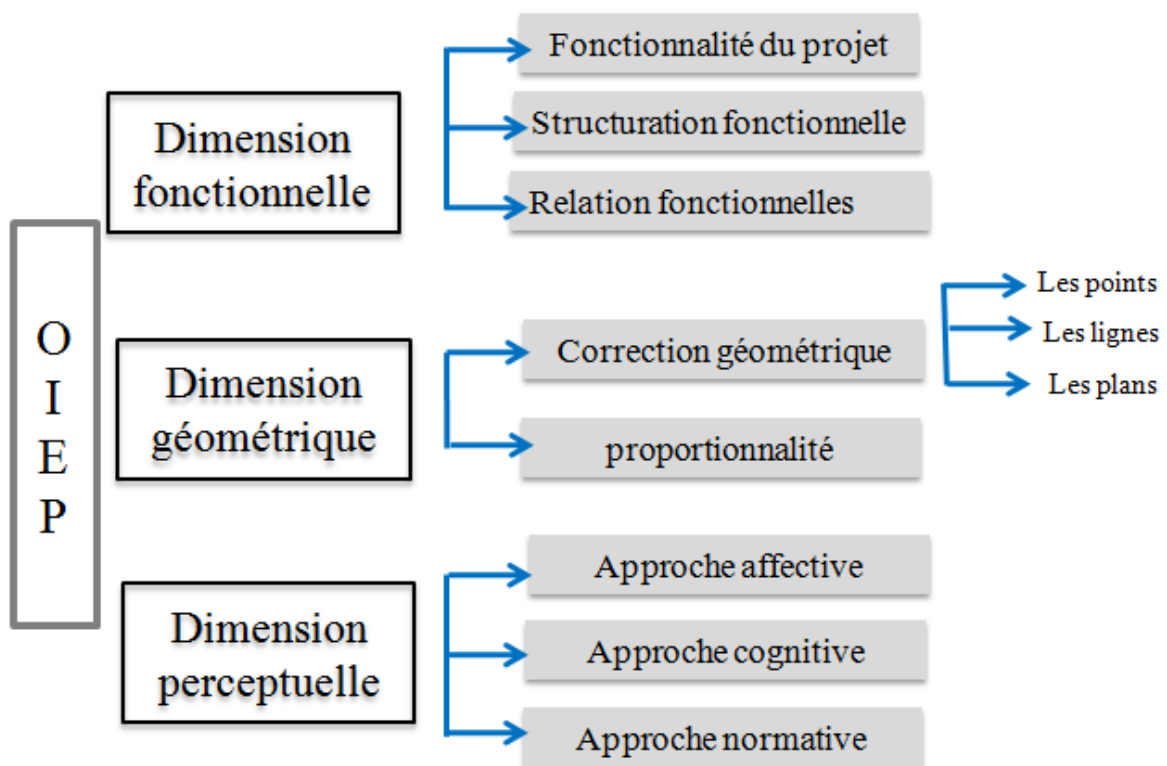 O
I
E
P
Dimension
fonctionnelle
Fonctionnalité du projet
Structuration fonctionnelle
Relation fonctionnelles
Dimension
géométrique
Correction géométrique
Les points
Les lignes
Les plans
proportionnalité
Dimension
perceptuelle
Approche affective
Approche cognitive
Approche normative